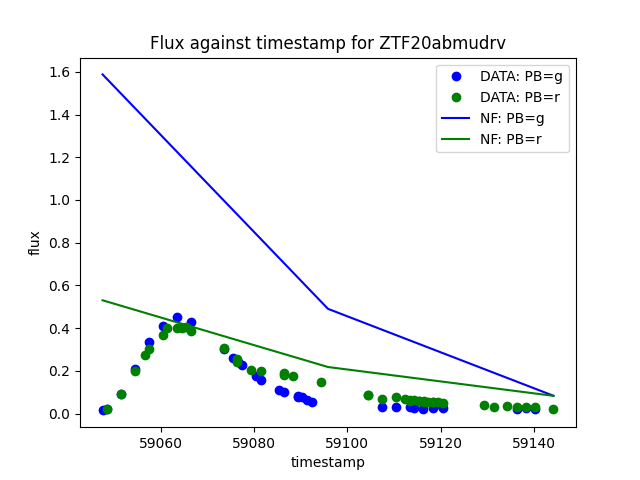 Flux against timestamp for ZTF20abmudrv
DATA: PB=g
DATA: PB=r
NF: PB=g
NF: PB=r
1.6
1.4
1.2
1.0
0.8
0.6
0.4
0.2
0.0
flux
59060
59080
59100
59120
59140
timestamp